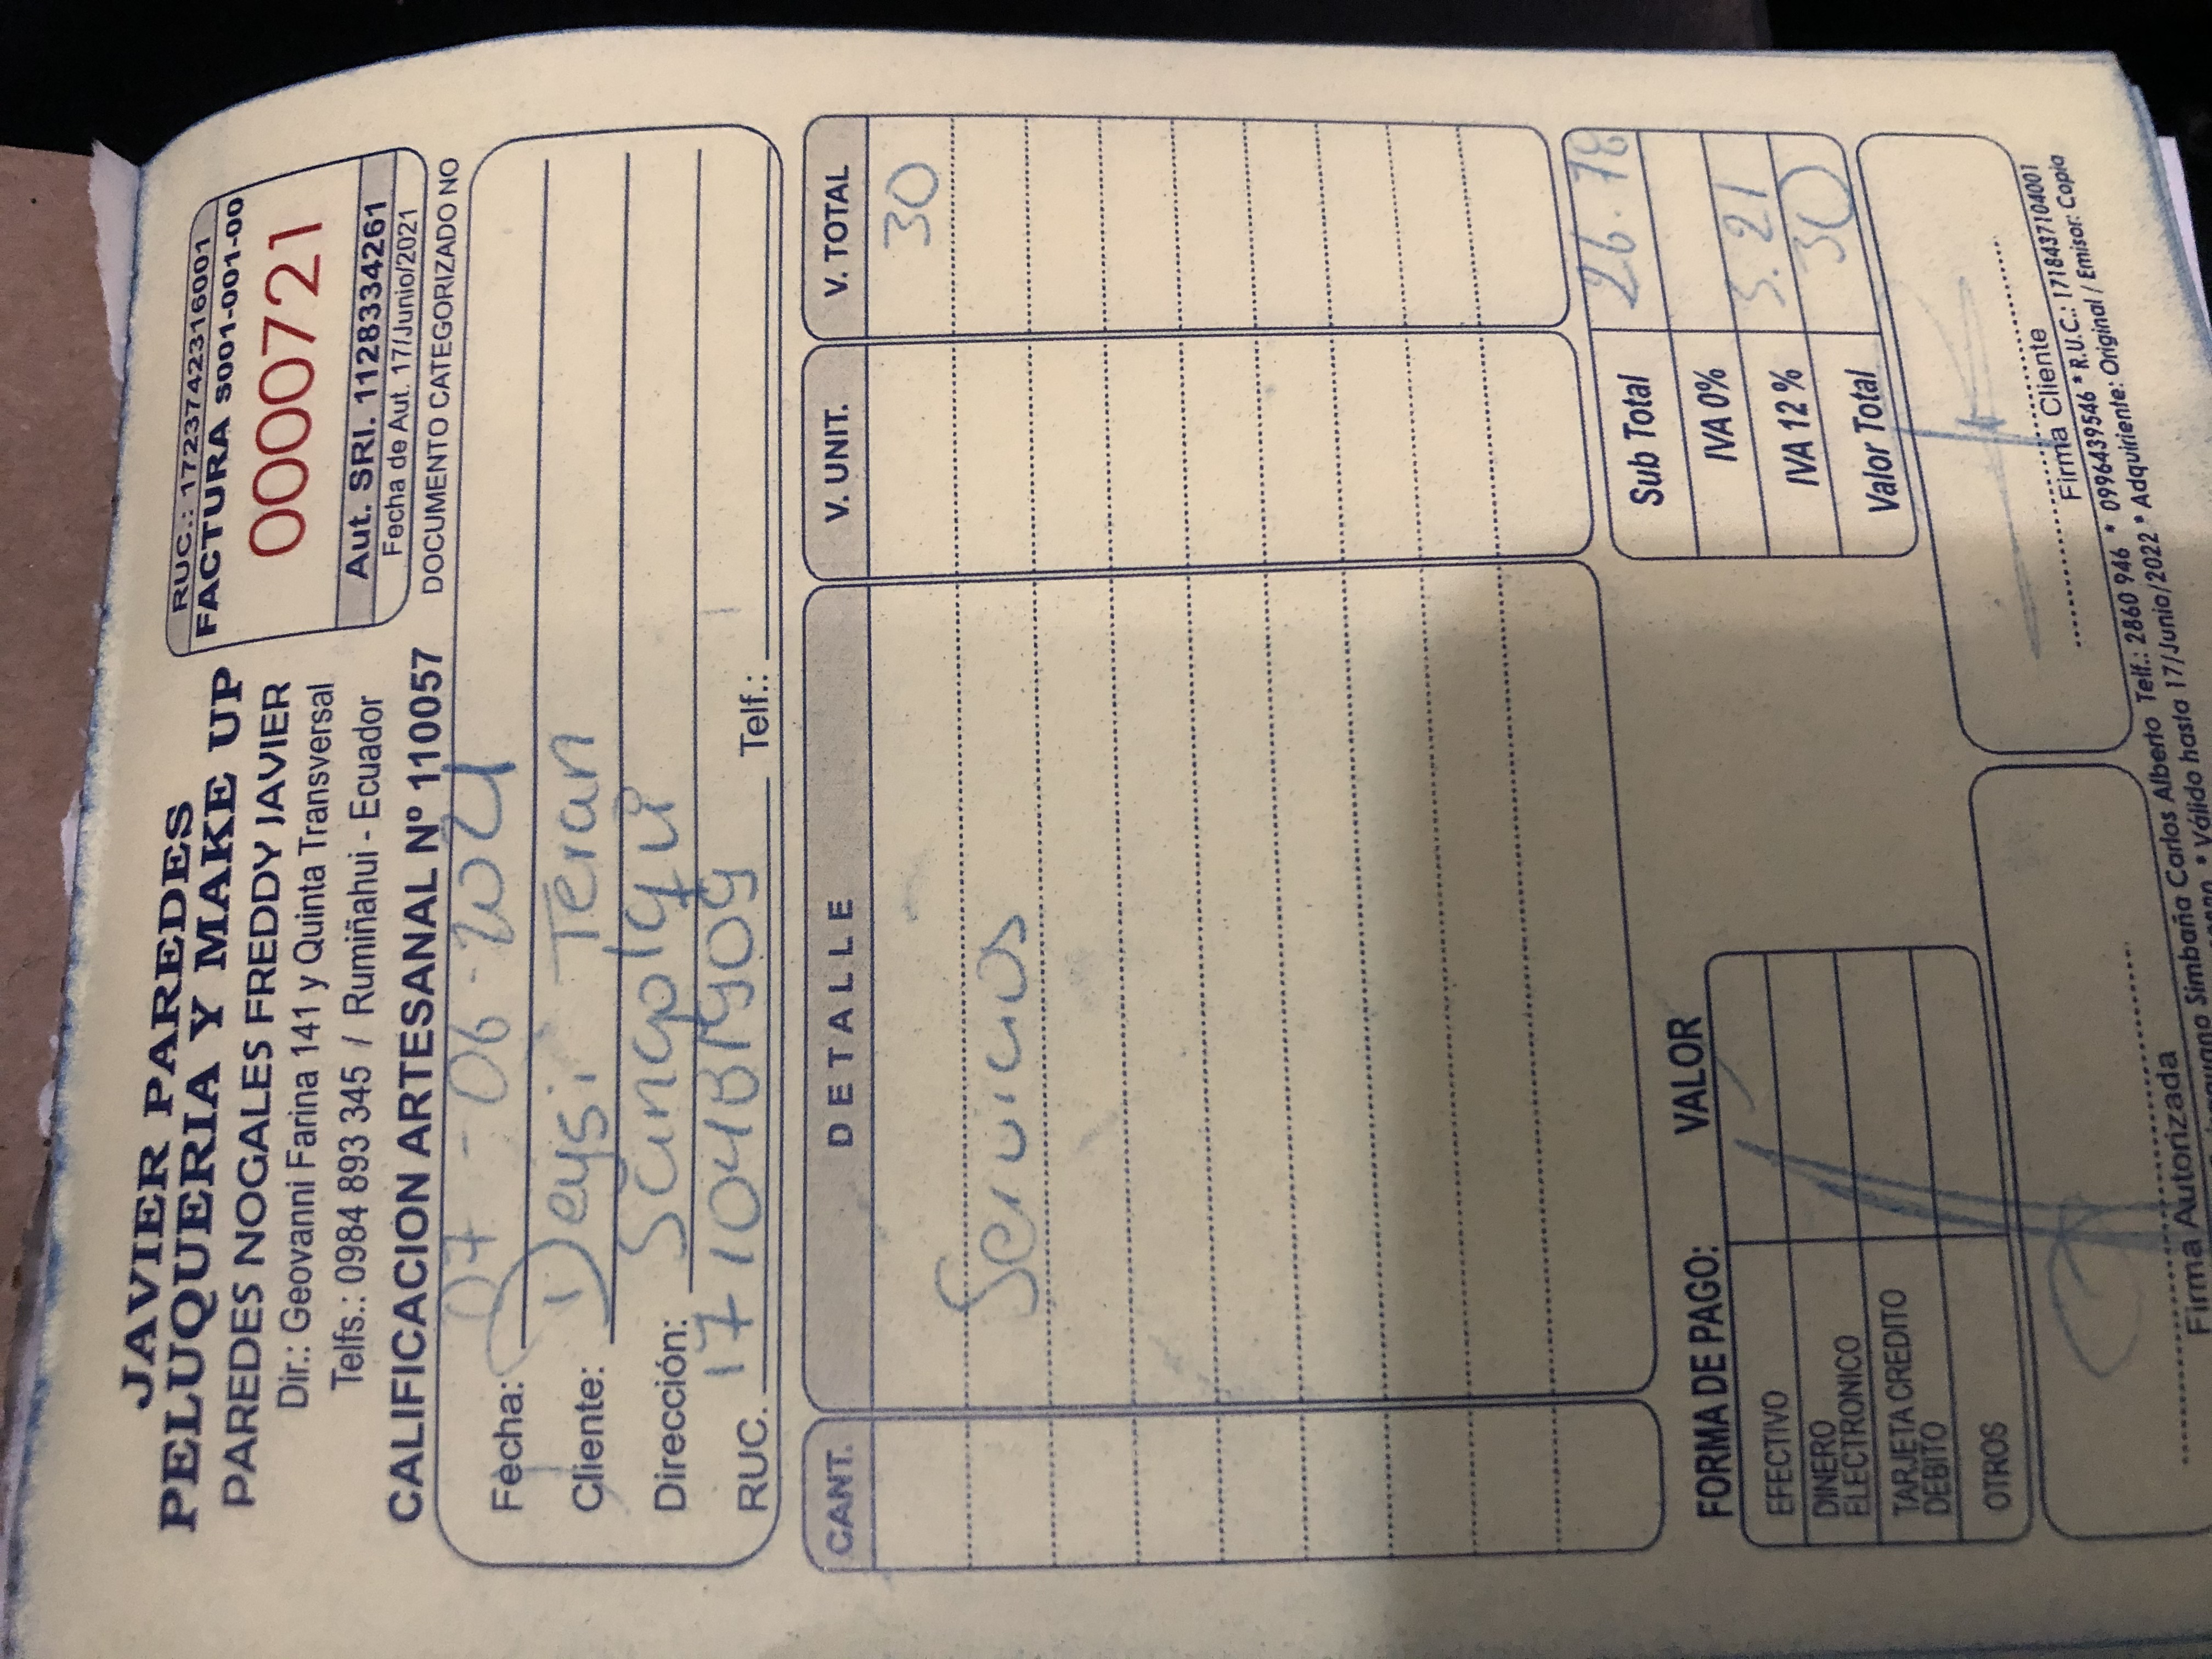 JAVIER PAREDES
PELUQUERIA Y MAKE UP
PAREDES NOGALES FREDDY JAVIER
Dir.: Geovanni Farina 141 y Quinta Transversal
Telfs.: 0984 893 345 / Rumiñahui - Ecuador
CALIFICACION ARTESANAL Nº 110057
RUC.: 1723742316001
FACTURA S001-001-00
0000721
Aut. SRI. 1128334261
Fecha de Aut. 17/Junio/2021
DOCUMENTO CATEGORIZADO NO
Fecha: 07 - 06 - 2021
Cliente: Deysi Teran
Dirección: Sangolqui
RUC. 1710481909 Telf.:
CANT. DETALLE V. UNIT. V. TOTAL
30
Servicios
Sub Total 26.78
IVA 0%
IVA 12 % 3.21
Valor Total 30
FORMA DE PAGO: VALOR
EFECTIVO
DINERO
ELECTRONICO
TARJETA CREDITO
DEBITO
OTROS
Firma Autorizada
Firma Cliente
Simbaña Carlos Alberto Telf.: 2860 946 * 0996439546 * R.U.C.: 1718437104001
* Válido hasta 17/Junio/2022 * Adquiriente: Original / Emisor: Copia